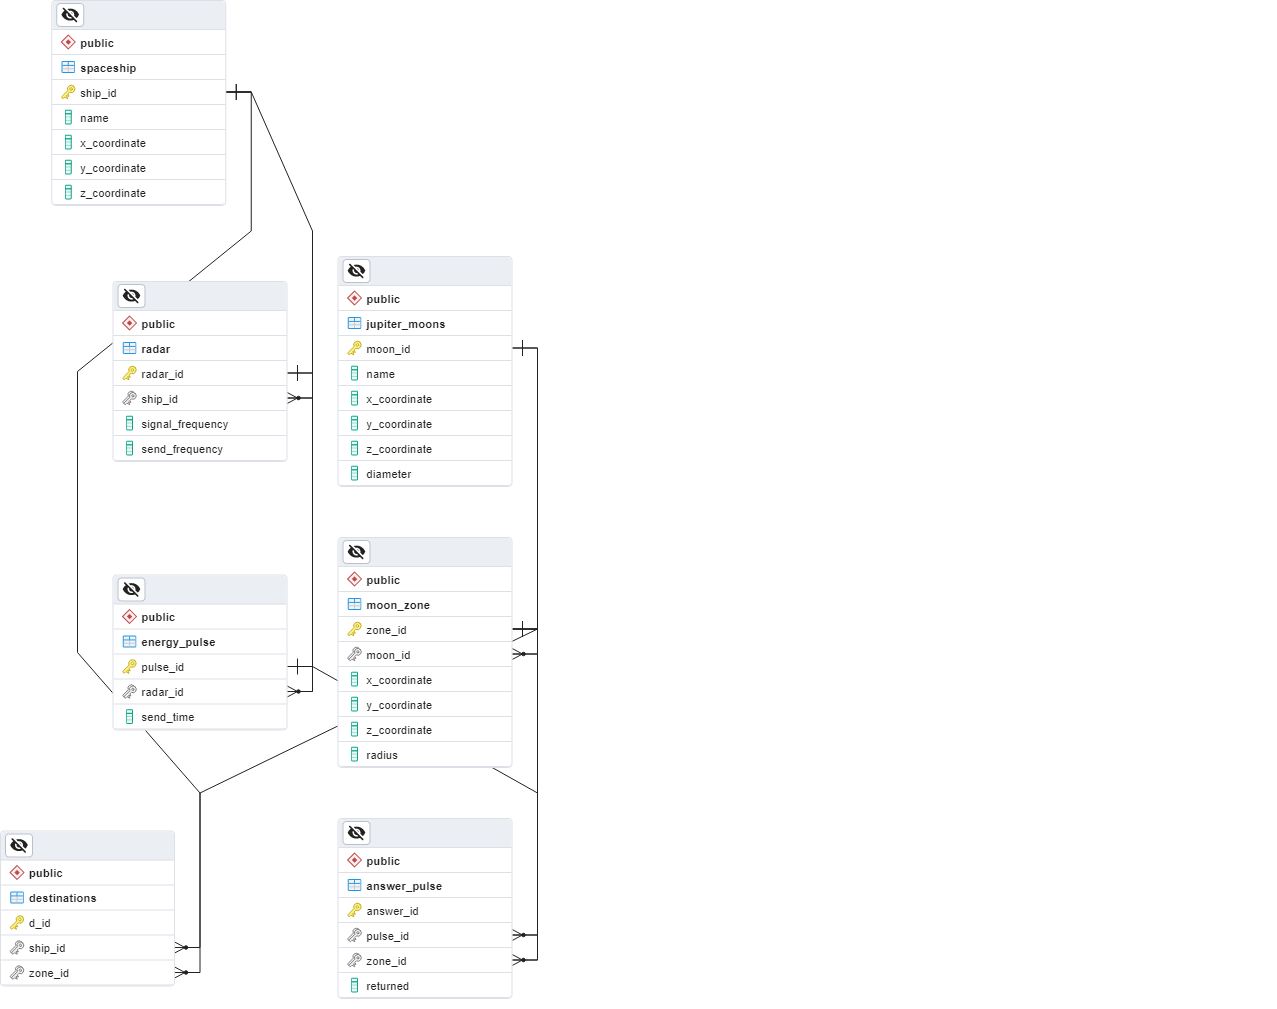 public
spaceship
ship_id
name
x_coordinate
y_coordinate
z_coordinate
public
radar
radar_id
ship_id
signal_frequency
send_frequency
public
jupiter_moons
moon_id
name
x_coordinate
y_coordinate
z_coordinate
diameter
public
energy_pulse
pulse_id
radar_id
send_time
public
moon_zone
zone_id
moon_id
x_coordinate
y_coordinate
z_coordinate
radius
public
destinations
d_id
ship_id
zone_id
public
answer_pulse
answer_id
pulse_id
zone_id
returned